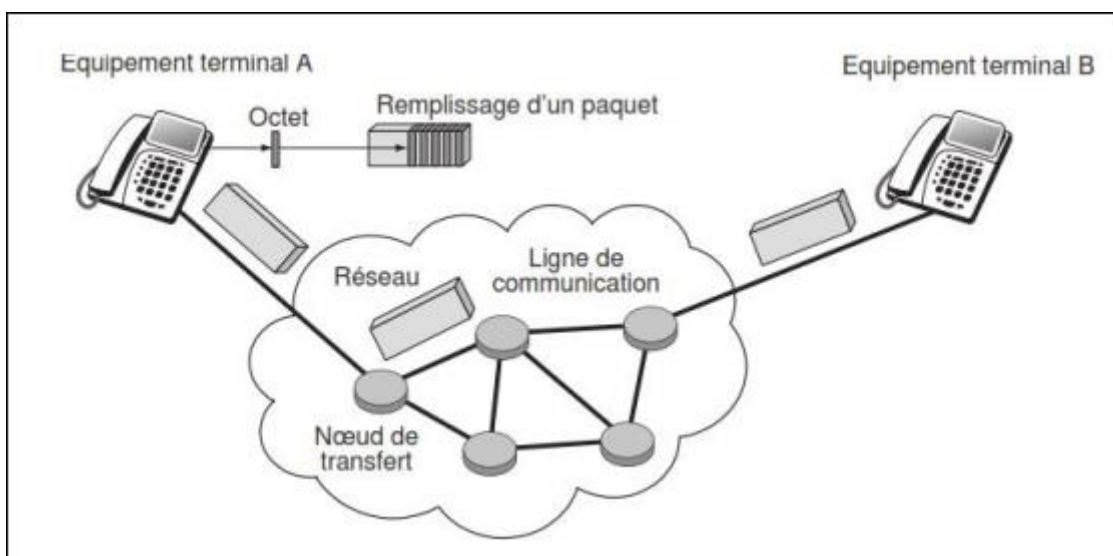 Equipement terminal A
Equipement terminal B
Octet
Remplissage d'un paquet
Réseau
Ligne de
communication
Nœud de
transfert